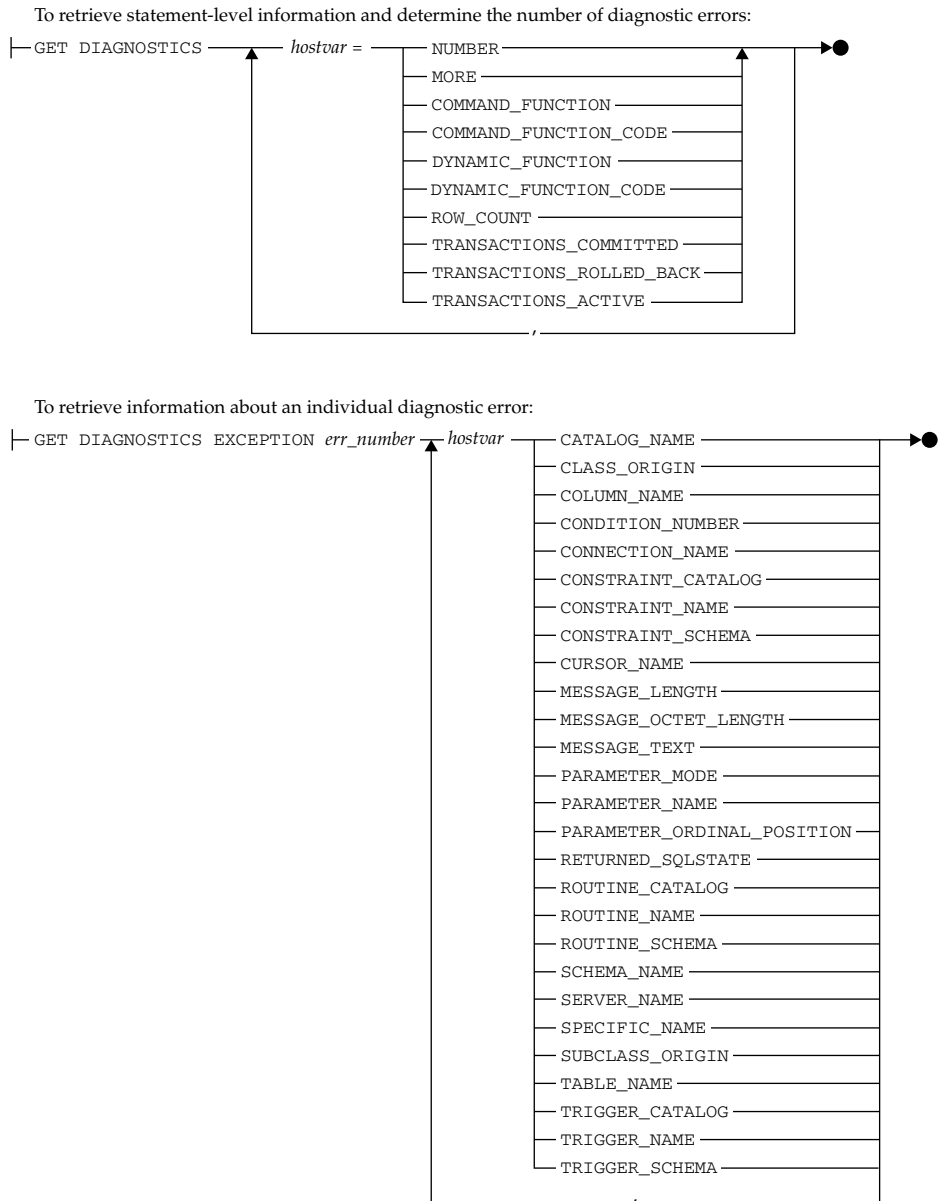 To retrieve statement-level information and determine the number of diagnostic errors:
GET DIAGNOSTICS hostvar = NUMBER
MORE
COMMAND_FUNCTION
COMMAND_FUNCTION_CODE
DYNAMIC_FUNCTION
DYNAMIC_FUNCTION_CODE
ROW_COUNT
TRANSACTIONS_COMMITTED
TRANSACTIONS_ROLLED_BACK
TRANSACTIONS_ACTIVE
,
To retrieve information about an individual diagnostic error:
GET DIAGNOSTICS EXCEPTION err_number hostvar CATALOG_NAME
CLASS_ORIGIN
COLUMN_NAME
CONDITION_NUMBER
CONNECTION_NAME
CONSTRAINT_CATALOG
CONSTRAINT_NAME
CONSTRAINT_SCHEMA
CURSOR_NAME
MESSAGE_LENGTH
MESSAGE_OCTET_LENGTH
MESSAGE_TEXT
PARAMETER_MODE
PARAMETER_NAME
PARAMETER_ORDINAL_POSITION
RETURNED_SQLSTATE
ROUTINE_CATALOG
ROUTINE_NAME
ROUTINE_SCHEMA
SCHEMA_NAME
SERVER_NAME
SPECIFIC_NAME
SUBCLASS_ORIGIN
TABLE_NAME
TRIGGER_CATALOG
TRIGGER_NAME
TRIGGER_SCHEMA
,